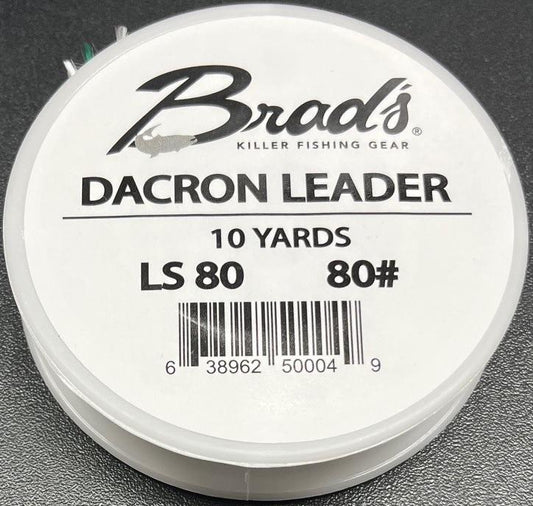 Brad's®
KILLER FISHING GEAR
DACRON LEADER
10 YARDS
LS 80 80#
6 38962 50004 9